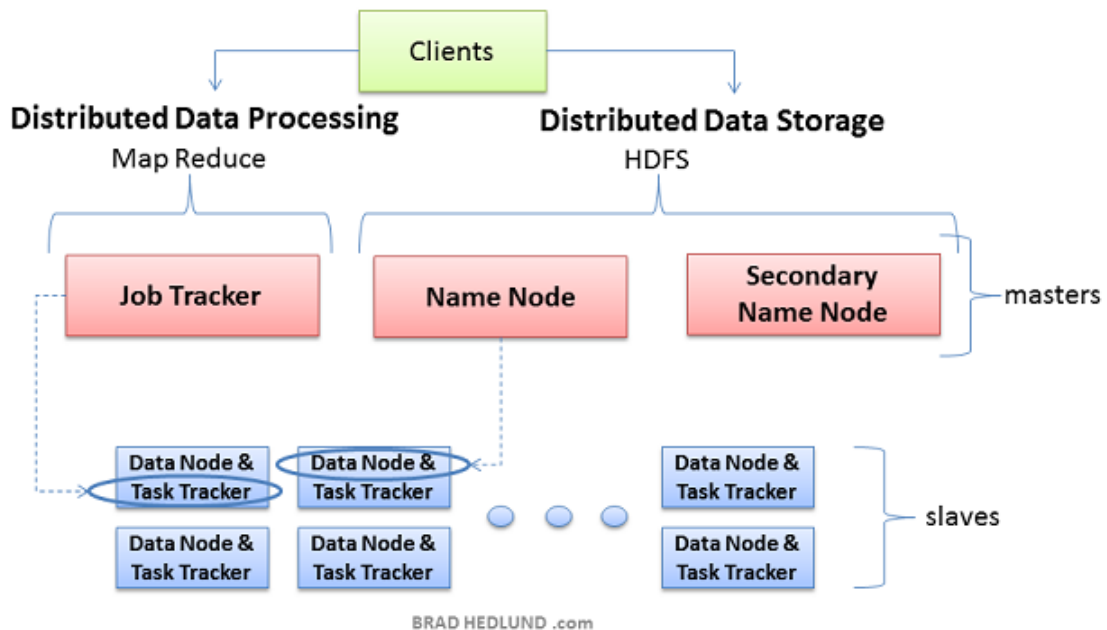 Clients
Distributed Data Processing
Map Reduce
Distributed Data Storage
HDFS
Job Tracker
Name Node
Secondary
Name Node
masters
Data Node &
Task Tracker
Data Node &
Task Tracker
Data Node &
Task Tracker
slaves
Data Node &
Task Tracker
Data Node &
Task Tracker
Data Node &
Task Tracker
BRAD HEDLUND .com